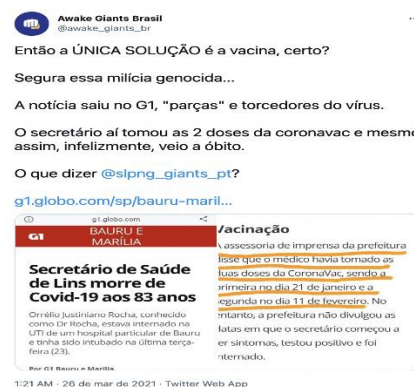 Awake Giants Brasil
@awake_giants_br
Então a ÚNICA SOLUÇÃO é a vacina, certo?
Segura essa milícia genocida...
A notícia saiu no G1, "parças" e torcedores do vírus.
O secretário aí tomou as 2 doses da coronavac e mesmo
assim, infelizmente, veio a óbito.
O que dizer @slpng_giants_pt?
g1.globo.com/sp/bauru-maril...
g1.globo.com
G1
BAURU E
MARÍLIA
Secretário de Saúde
de Lins morre de
Covid-19 aos 83 anos
Orrélio Justiniano Rocha, conhecido
como Dr Rocha, estava internado na
UTI de um hospital particular de Bauru
e tinha sido intubado na última terça-
feira (23).
Por G1 Bauru e Marília
Vacinação
A assessoria de imprensa da prefeitura
disse que o médico havia tomado as
duas doses da CoronaVac, sendo a
primeira no dia 21 de janeiro e a
segunda no dia 11 de fevereiro. No
entanto, a prefeitura não divulgou as
datas em que o secretário começou a
ter sintomas, testou positivo e foi
internado.
1:21 AM · 26 de mar de 2021 · Twitter Web App